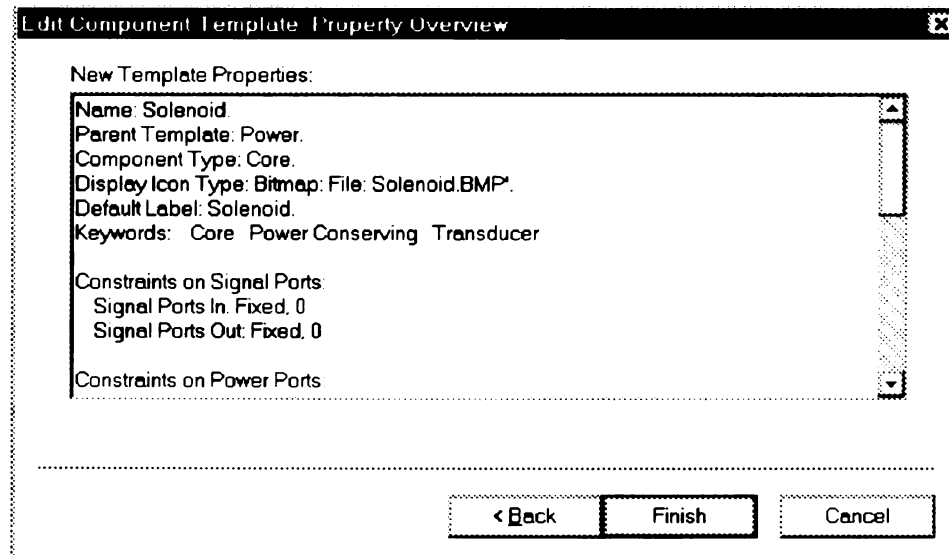 Edit Component Template Property Overview
New Template Properties:
Name: Solenoid.
Parent Template: Power.
Component Type: Core.
Display Icon Type: Bitmap: File: Solenoid.BMP'.
Default Label: Solenoid.
Keywords: Core Power Conserving Transducer
Constraints on Signal Ports:
Signal Ports In: Fixed, 0
Signal Ports Out: Fixed, 0
Constraints on Power Ports
< Back Finish Cancel